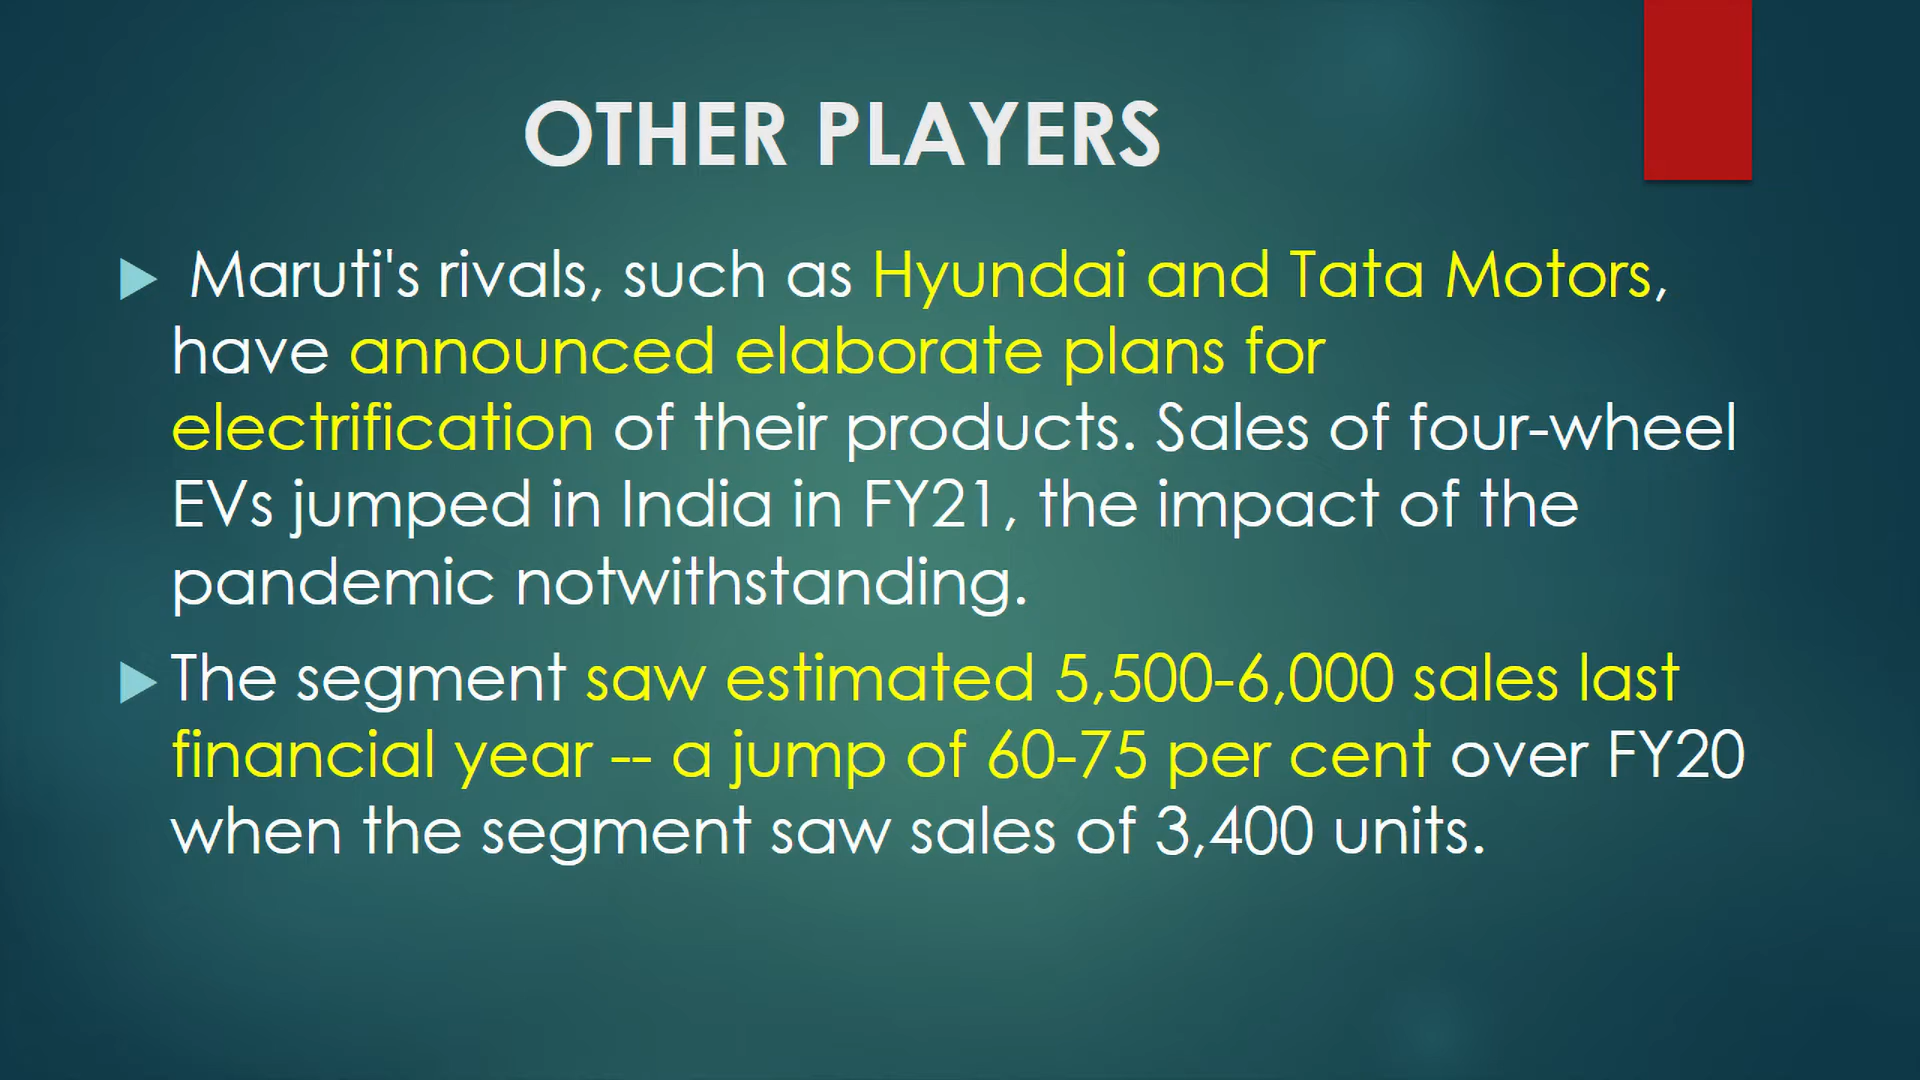 OTHER PLAYERS
Maruti's rivals, such as Hyundai and Tata Motors,
have announced elaborate plans for
electrification of their products. Sales of four-wheel
EVs jumped in India in FY21, the impact of the
pandemic notwithstanding.
The segment saw estimated 5,500-6,000 sales last
financial year -- a jump of 60-75 per cent over FY20
when the segment saw sales of 3,400 units.